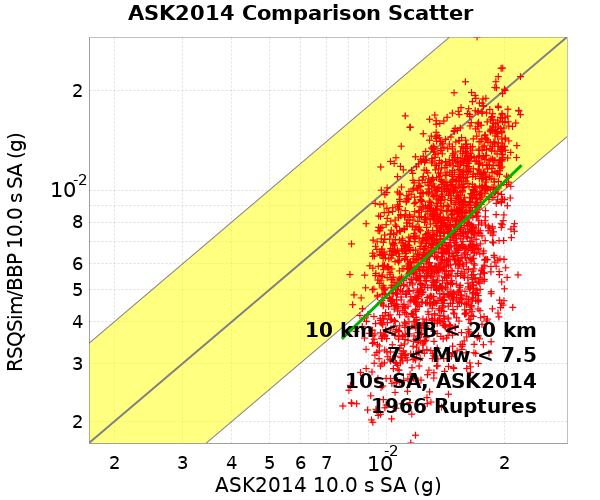 ASK2014 Comparison Scatter
RSQSim/BBP 10.0 s SA (g)
2
10-2
8
6
5
4
3
2
10 km < rJB < 20 km
7 < Mw < 7.5
10s SA, ASK2014
1966 Ruptures
2 3 4 5 6 7 10-2 2
ASK2014 10.0 s SA (g)